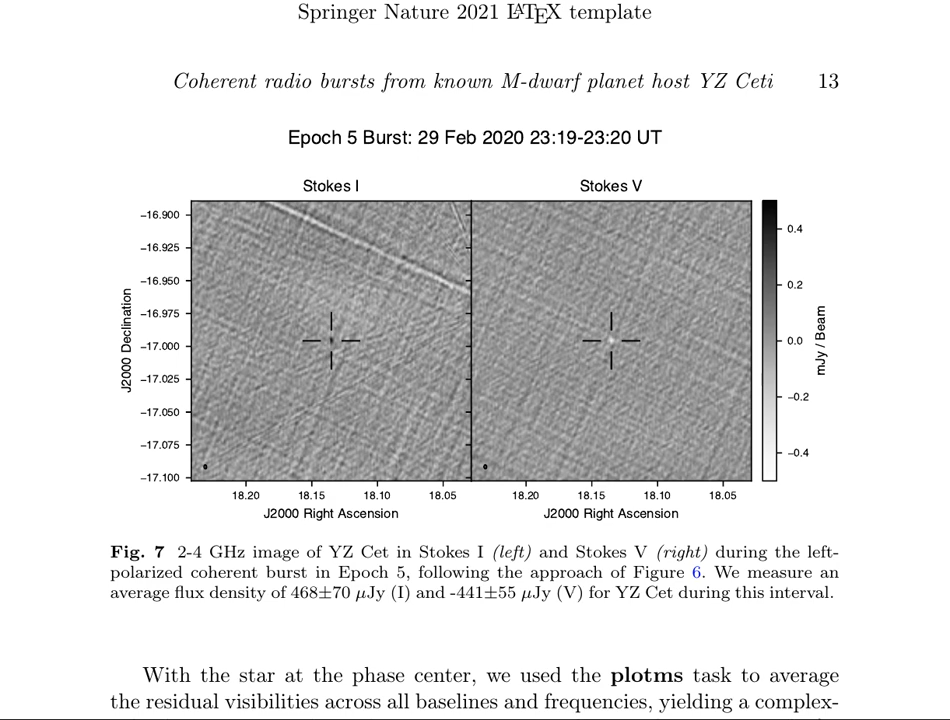 Springer Nature 2021 LATEX template
Coherent radio bursts from known M-dwarf planet host YZ Ceti 13
Epoch 5 Burst: 29 Feb 2020 23:19-23:20 UT
Stokes I
Stokes V
−16.900
−16.925
−16.950
−16.975
−17.000
−17.025
−17.050
−17.075
−17.100
J2000 Declination
18.20 18.15 18.10 18.05
J2000 Right Ascension
18.20 18.15 18.10 18.05
J2000 Right Ascension
0.4
0.2
0.0
−0.2
−0.4
mJy / Beam
Fig. 7 2-4 GHz image of YZ Cet in Stokes I (left) and Stokes V (right) during the left-
polarized coherent burst in Epoch 5, following the approach of Figure 6. We measure an
average flux density of 468±70 μJy (I) and -441±55 μJy (V) for YZ Cet during this interval.
With the star at the phase center, we used the plotms task to average
the residual visibilities across all baselines and frequencies, yielding a complex-